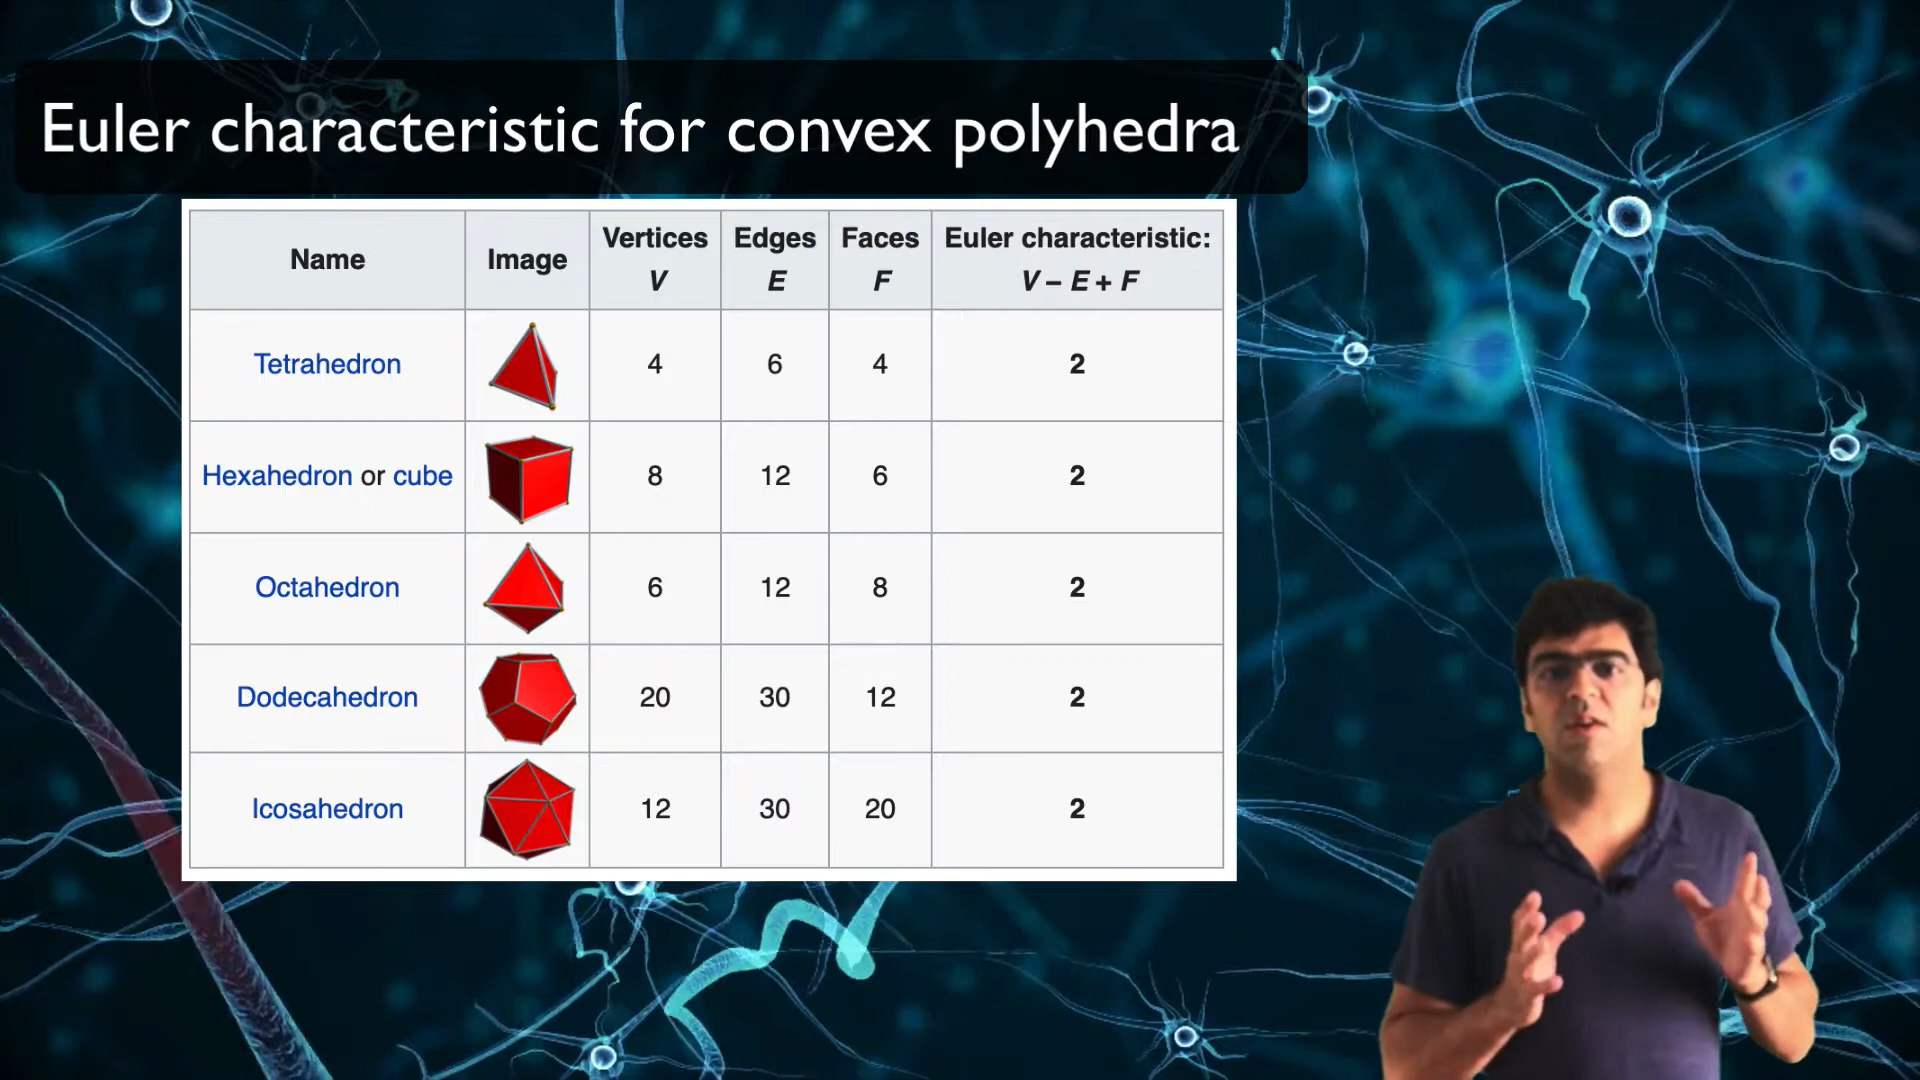 Euler characteristic for convex polyhedra
Name Image Vertices V Edges E Faces F Euler characteristic: V – E + F
Tetrahedron 4 6 4 2
Hexahedron or cube 8 12 6 2
Octahedron 6 12 8 2
Dodecahedron 20 30 12 2
Icosahedron 12 30 20 2